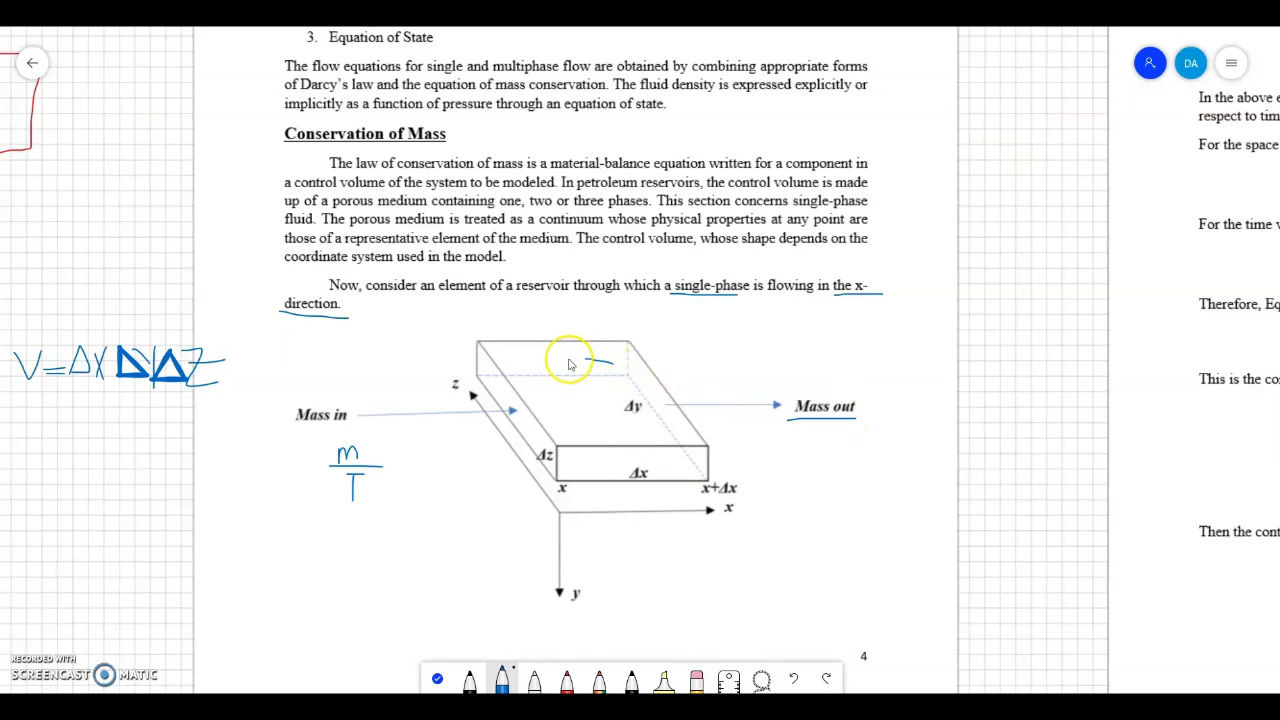 3. Equation of State
The flow equations for single and multiphase flow are obtained by combining appropriate forms
of Darcy's law and the equation of mass conservation. The fluid density is expressed explicitly or
implicitly as a function of pressure through an equation of state.
Conservation of Mass
The law of conservation of mass is a material-balance equation written for a component in
a control volume of the system to be modeled. In petroleum reservoirs, the control volume is made
up of a porous medium containing one, two or three phases. This section concerns single-phase
fluid. The porous medium is treated as a continuum whose physical properties at any point are
those of a representative element of the medium. The control volume, whose shape depends on the
coordinate system used in the model.
Now, consider an element of a reservoir through which a single-phase is flowing in the x-
direction.
V=ΔXΔYΔZ
z
Mass in
Δy
Mass out
m
T
Δz
Δx
x
x+Δx
x
y
4
RECORDED WITH
SCREENCAST MATIC
DA
In the above e
respect to tim
For the space
For the time v
Therefore, Eq
This is the co
Then the cont